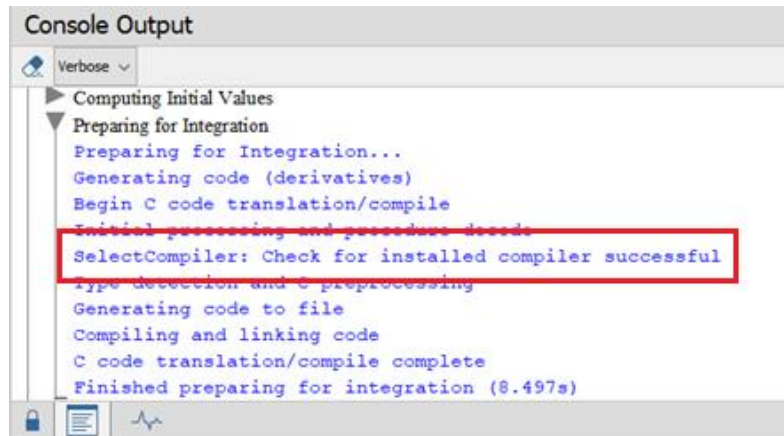 Console Output
Verbose
Computing Initial Values
Preparing for Integration
Preparing for Integration...
Generating code (derivatives)
Begin C code translation/compile
Initial processing and procedure decode
SelectCompiler: Check for installed compiler successful
Type detection and C preprocessing
Generating code to file
Compiling and linking code
C code translation/compile complete
Finished preparing for integration (8.497s)